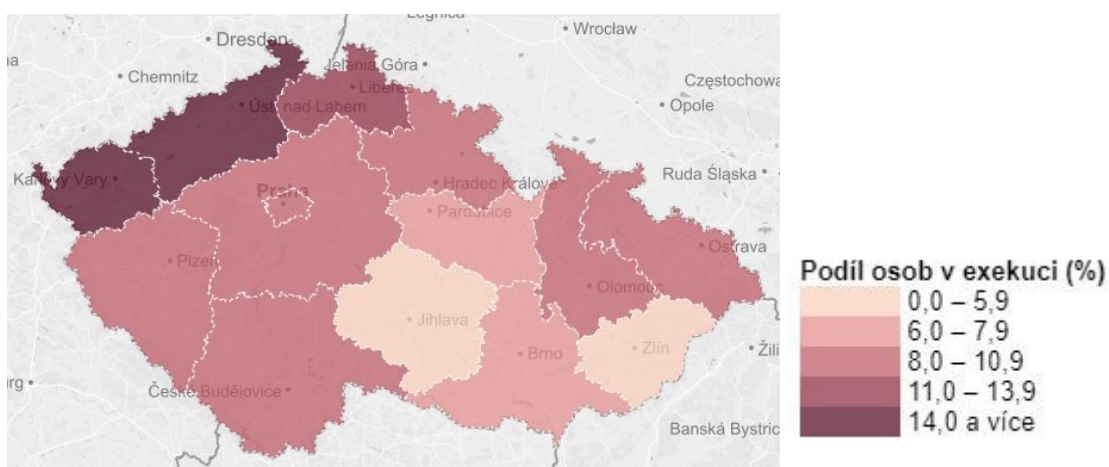 Legnica
Wrocław
Dresden
Jelenia Góra
Chemnitz
Częstochowa
Liberec
Opole
Ústí nad Labem
Ruda Śląska
Karlovy Vary
Hradec Králové
Praha
Pardubice
Ostrava
Plzeň
Olomouc
Jihlava
Zlín
Brno
České Budějovice
Banská Bystric
Podíl osob v exekuci (%)
0,0 – 5,9
6,0 – 7,9
8,0 – 10,9
11,0 – 13,9
14,0 a více